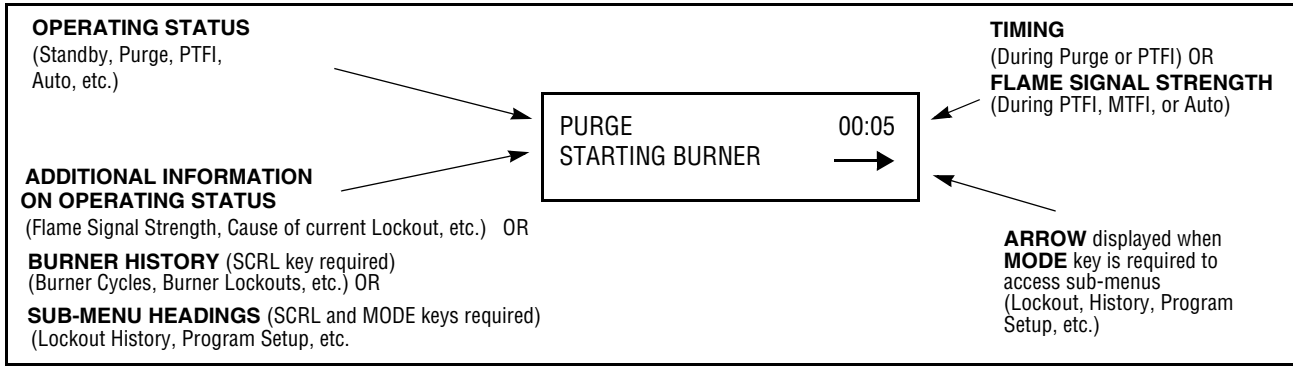 OPERATING STATUS
(Standby, Purge, PTFI,
Auto, etc.)
ADDITIONAL INFORMATION
ON OPERATING STATUS
(Flame Signal Strength, Cause of current Lockout, etc.) OR
BURNER HISTORY (SCRL key required)
(Burner Cycles, Burner Lockouts, etc.) OR
SUB-MENU HEADINGS (SCRL and MODE keys required)
(Lockout History, Program Setup, etc.
PURGE 00:05
STARTING BURNER
TIMING
(During Purge or PTFI) OR
FLAME SIGNAL STRENGTH
(During PTFI, MTFI, or Auto)
ARROW displayed when
MODE key is required to
access sub-menus
(Lockout, History, Program
Setup, etc.)